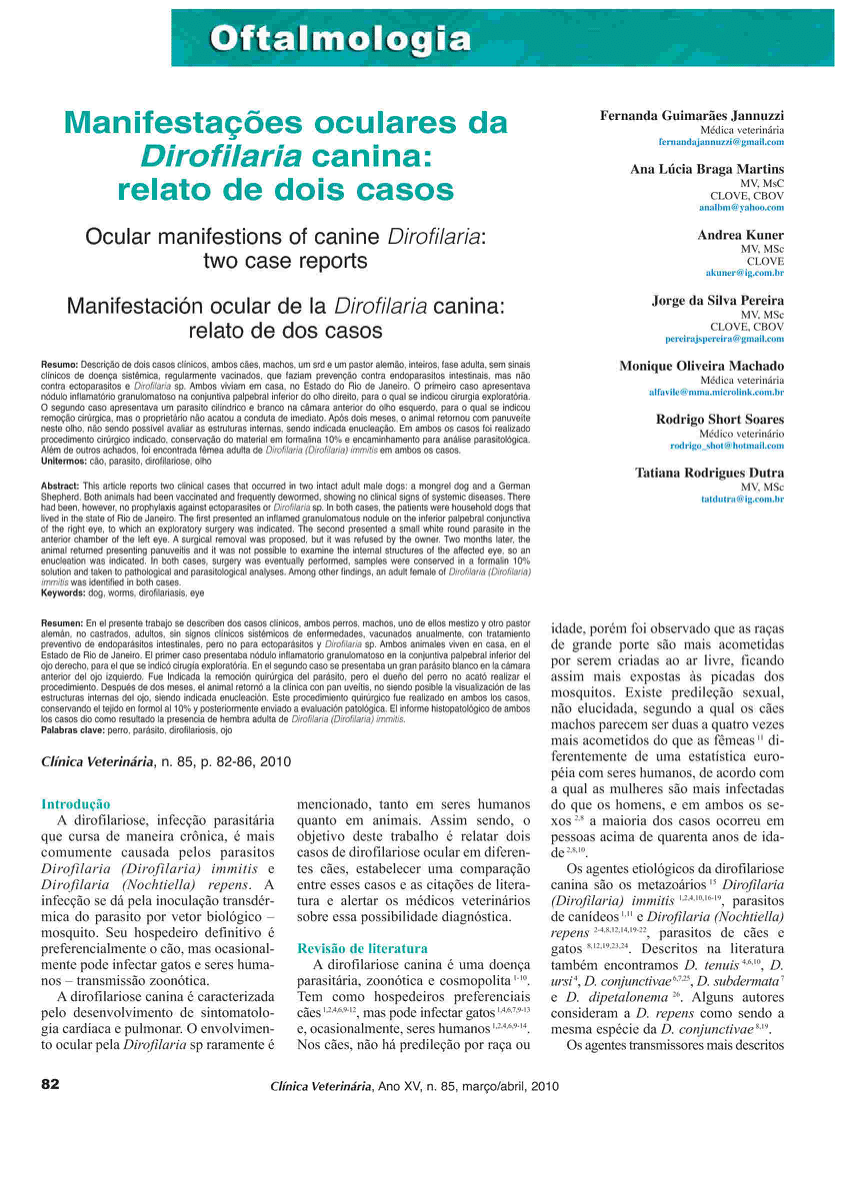 Oftalmologia
Manifestações oculares da
Dirofilaria canina:
relato de dois casos
Ocular manifestions of canine Dirofilaria:
two case reports
Manifestación ocular de la Dirofilaria canina:
relato de dos casos
Fernanda Guimarães Jannuzzi
Médica veterinária
fernandajannuzzi@gmail.com
Ana Lúcia Braga Martins
MV, MsC
CLOVE, CBOV
analbm@yahoo.com
Andrea Kuner
MV, MSc
CLOVE
akuner@ig.com.br
Jorge da Silva Pereira
MV, MSc
CLOVE, CBOV
pereirajspereira@gmail.com
Monique Oliveira Machado
Médica veterinária
alfavile@mma.microlink.com.br
Rodrigo Short Soares
Médico veterinário
rodrigo_shot@hotmail.com
Tatiana Rodrigues Dutra
MV, MSc
tatdutra@ig.com.br
Resumo: Descrição de dois casos clínicos, ambos cães, machos, um srd e um pastor alemão, inteiros, fase adulta, sem sinais
clínicos de doença sistêmica, regularmente vacinados, que faziam prevenção contra endoparasitos intestinais, mas não
contra ectoparasitos e Dirofilaria sp. Ambos viviam em casa, no Estado do Rio de Janeiro. O primeiro caso apresentava
nódulo inflamatório granulomatoso na conjuntiva palpebral inferior do olho direito, para o qual se indicou cirurgia exploratória.
O segundo caso apresentava um parasito cilíndrico e branco na câmara anterior do olho esquerdo, para o qual se indicou
remoção cirúrgica, mas o proprietário não acatou a conduta de imediato. Após dois meses, o animal retornou com panuveíte
neste olho, não sendo possível avaliar as estruturas internas, sendo indicada enucleação. Em ambos os casos foi realizado
procedimento cirúrgico indicado, conservação do material em formalina 10% e encaminhamento para análise parasitológica.
Além de outros achados, foi encontrada fêmea adulta de Dirofilaria (Dirofilaria) immitis em ambos os casos.
Unitermos: cão, parasito, dirofilariose, olho
Abstract: This article reports two clinical cases that occurred in two intact adult male dogs: a mongrel dog and a German
Shepherd. Both animals had been vaccinated and frequently dewormed, showing no clinical signs of systemic diseases. There
had been, however, no prophylaxis against ectoparasites or Dirofilaria sp. In both cases, the patients were household dogs that
lived in the state of Rio de Janeiro. The first presented an inflamed granulomatous nodule on the inferior palpebral conjunctiva
of the right eye, to which an exploratory surgery was indicated. The second presented a small white round parasite in the
anterior chamber of the left eye. A surgical removal was proposed, but it was refused by the owner. Two months later, the
animal returned presenting panuveitis and it was not possible to examine the internal structures of the affected eye, so an
enucleation was indicated. In both cases, surgery was eventually performed, samples were conserved in a formalin 10%
solution and taken to pathological and parasitological analyses. Among other findings, an adult female of Dirofilaria (Dirofilaria)
immitis was identified in both cases.
Keywords: dog, worms, dirofilariasis, eye
Resumen: En el presente trabajo se describen dos casos clínicos, ambos perros, machos, uno de ellos mestizo y otro pastor
alemán, no castrados, adultos, sin signos clínicos sistémicos de enfermedades, vacunados anualmente, con tratamiento
preventivo de endoparásitos intestinales, pero no para ectoparásitos y Dirofilaria sp. Ambos animales viven en casa, en el
Estado de Rio de Janeiro. El primer caso presentaba nódulo inflamatorio granulomatoso en la conjuntiva palpebral inferior del
ojo derecho, para el que se indicó cirugía exploratória. En el segundo caso se presentaba un gran parásito blanco en la cámara
anterior del ojo izquierdo. Fue Indicada la remoción quirúrgica del parásito, pero el dueño del perro no acató realizar el
procedimiento. Después de dos meses, el animal retornó a la clínica con pan uveítis, no siendo posible la visualización de las
estructuras internas del ojo, siendo indicada enucleación. Este procedimiento quirúrgico fue realizado en ambos los casos,
conservando el tejido en formol al 10% y posteriormente enviado a evaluación patológica. El informe histopatológico de ambos
los casos dio como resultado la presencia de hembra adulta de Dirofilaria (Dirofilaria) immitis.
Palabras clave: perro, parásito, dirofilariosis, ojo
Clínica Veterinária, n. 85, p. 82-86, 2010
Introdução
A dirofilariose, infecção parasitária
que cursa de maneira crônica, é mais
comumente causada pelos parasitos
Dirofilaria (Dirofilaria) immitis e
Dirofilaria (Nochtiella) repens. A
infecção se dá pela inoculação transdér-
mica do parasito por vetor biológico –
mosquito. Seu hospedeiro definitivo é
preferencialmente o cão, mas ocasional-
mente pode infectar gatos e seres huma-
nos – transmissão zoonótica.
A dirofilariose canina é caracterizada
pelo desenvolvimento de sintomatolo-
gia cardíaca e pulmonar. O envolvimen-
to ocular pela Dirofilaria sp raramente é
mencionado, tanto em seres humanos
quanto em animais. Assim sendo, o
objetivo deste trabalho é relatar dois
casos de dirofilariose ocular em diferen-
tes cães, estabelecer uma comparação
entre esses casos e as citações de litera-
tura e alertar os médicos veterinários
sobre essa possibilidade diagnóstica.
Revisão de literatura
A dirofilariose canina é uma doença
parasitária, zoonótica e cosmopolita 1-10.
Tem como hospedeiros preferenciais
cães 1,2,4,6,9-12, mas pode infectar gatos 1,4,6,7,9-13
e, ocasionalmente, seres humanos 1,2,4,6,9-14.
Nos cães, não há predileção por raça ou
idade, porém foi observado que as raças
de grande porte são mais acometidas
por serem criadas ao ar livre, ficando
assim mais expostas às picadas dos
mosquitos. Existe predileção sexual,
não elucidada, segundo a qual os cães
machos parecem ser duas a quatro vezes
mais acometidos do que as fêmeas 11 di-
ferentemente de uma estatística euro-
péia com seres humanos, de acordo com
a qual as mulheres são mais infectadas
do que os homens, e em ambos os se-
xos 2,8 a maioria dos casos ocorreu em
pessoas acima de quarenta anos de ida-
de 2,8,10.
Os agentes etiológicos da dirofilariose
canina são os metazoários 15 Dirofilaria
(Dirofilaria) immitis 1,2,4,10,16-19, parasitos
de canídeos 1,11 e Dirofilaria (Nochtiella)
repens 2-4,8,12,14,19-22, parasitos de cães e
gatos 8,12,19,23,24. Descritos na literatura
também encontramos D. tenuis 4,6,10, D.
ursi 4, D. conjunctivae 6,7,25, D. subdermata 7
e D. dipetalonema 26. Alguns autores
consideram a D. repens como sendo a
mesma espécie da D. conjunctivae 8,19.
Os agentes transmissores mais descritos
82
Clínica Veterinária, Ano XV, n. 85, março/abril, 2010